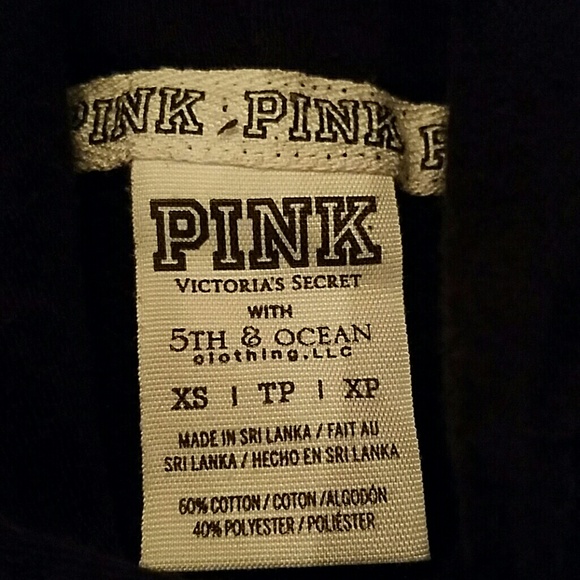 PINK PINK P
PINK
VICTORIA'S SECRET
WITH
5TH & OCEAN
clothing, LLC
XS | TP | XP
MADE IN SRI LANKA / FAIT AU
SRI LANKA / HECHO EN SRI LANKA
60% COTTON / COTON / ALGODÓN
40% POLYESTER / POLIÉSTER